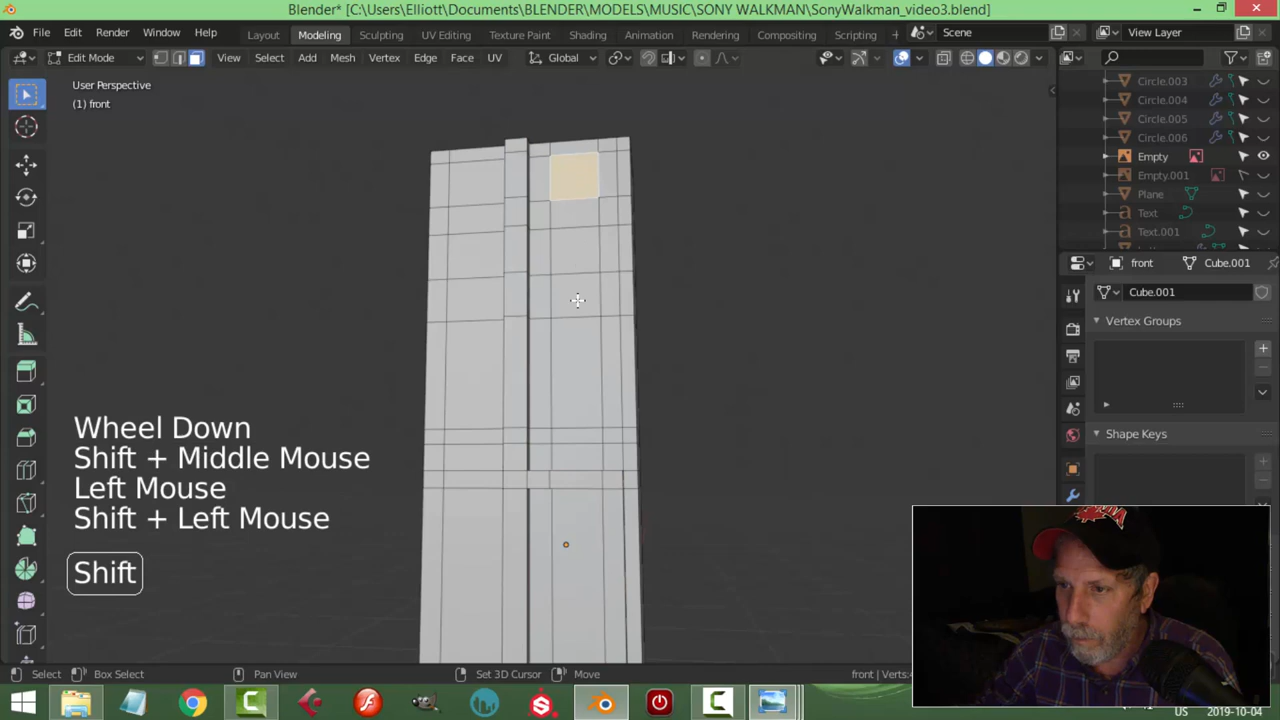 Blender* [C:\Users\Elliott\Documents\BLENDER\MODELS\MUSIC\SONY WALKMAN\SonyWalkman_video3.blend]
File Edit Render Window Help Layout Modeling Sculpting UV Editing Texture Paint Shading Animation Rendering Compositing Scripting + Scene View Layer
Edit Mode View Select Add Mesh Vertex Edge Face UV Global
User Perspective
(1) front
Circle.003
Circle.004
Circle.005
Circle.006
Empty
Empty.001
Plane
Text
Text.001
front Cube.001
Cube.001
Vertex Groups
Shape Keys
Wheel Down
Shift + Middle Mouse
Left Mouse
Shift + Left Mouse
Shift
Select Box Select Pan View Set 3D Cursor Move front | Verts:
US 2019-10-04